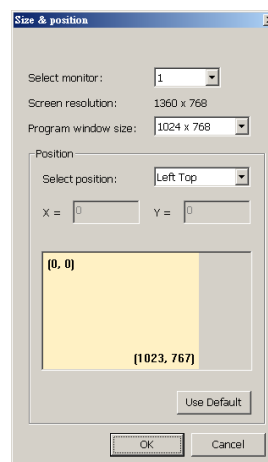 Size & position
Select monitor: 1
Screen resolution: 1360 x 768
Program window size: 1024 x 768
Position
Select position: Left Top
X = 0 Y = 0
(0, 0)
(1023, 767)
Use Default
OK Cancel